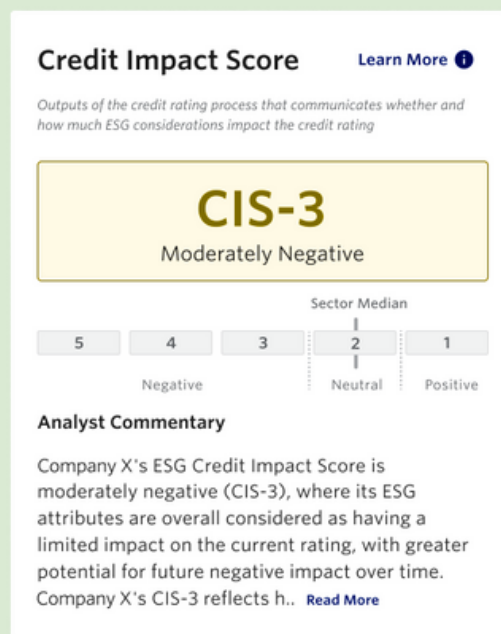 Credit Impact Score
Learn More i
Outputs of the credit rating process that communicates whether and
how much ESG considerations impact the credit rating
CIS-3
Moderately Negative
Sector Median
5 4 3 2 1
Negative Neutral Positive
Analyst Commentary
Company X's ESG Credit Impact Score is
moderately negative (CIS-3), where its ESG
attributes are overall considered as having a
limited impact on the current rating, with greater
potential for future negative impact over time.
Company X's CIS-3 reflects h.. Read More